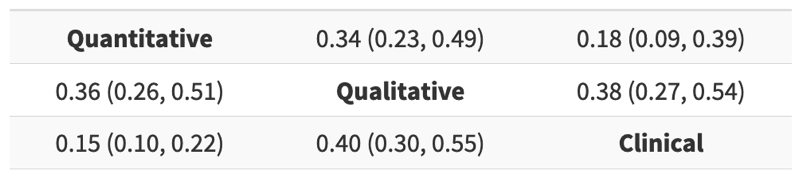 Quantitative 0.34 (0.23, 0.49) 0.18 (0.09, 0.39)
0.36 (0.26, 0.51) Qualitative 0.38 (0.27, 0.54)
0.15 (0.10, 0.22) 0.40 (0.30, 0.55) Clinical